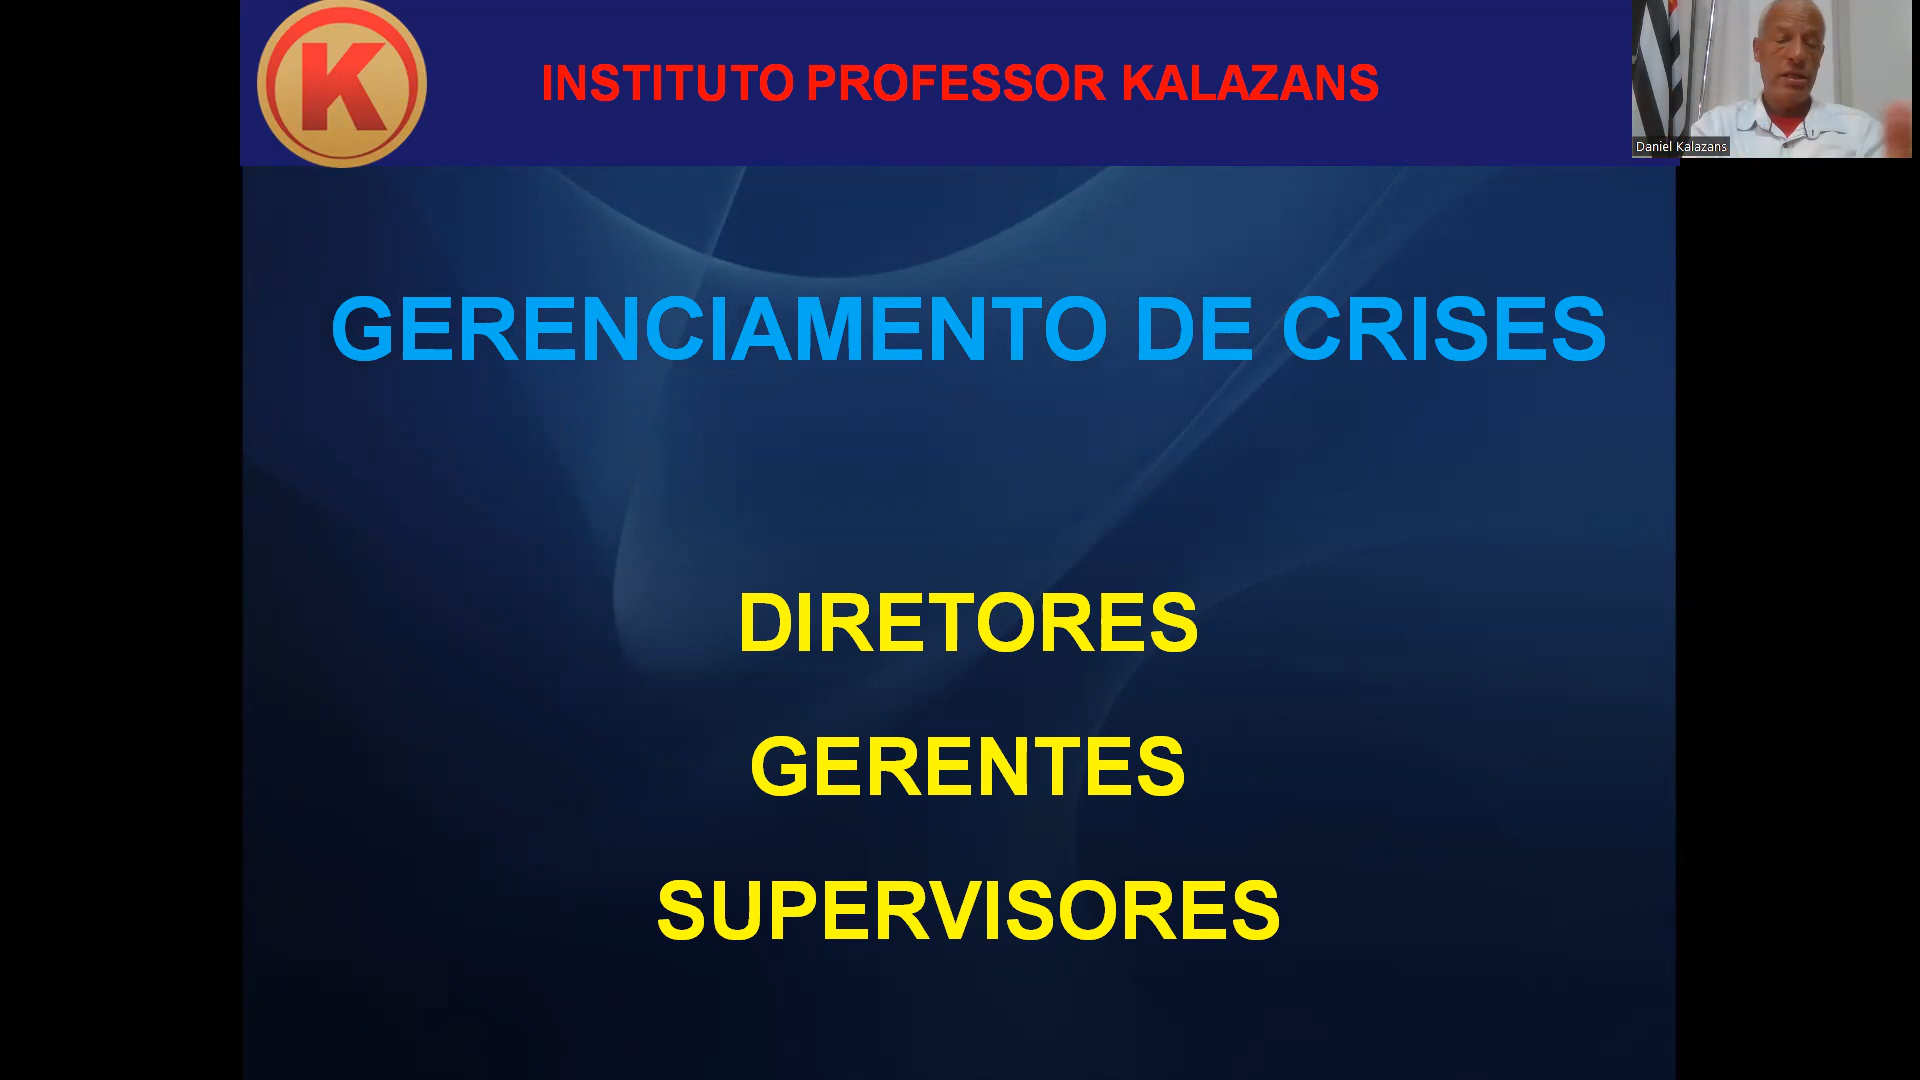 K
INSTITUTO PROFESSOR KALAZANS
Daniel Kalazans
GERENCIAMENTO DE CRISES
DIRETORES
GERENTES
SUPERVISORES